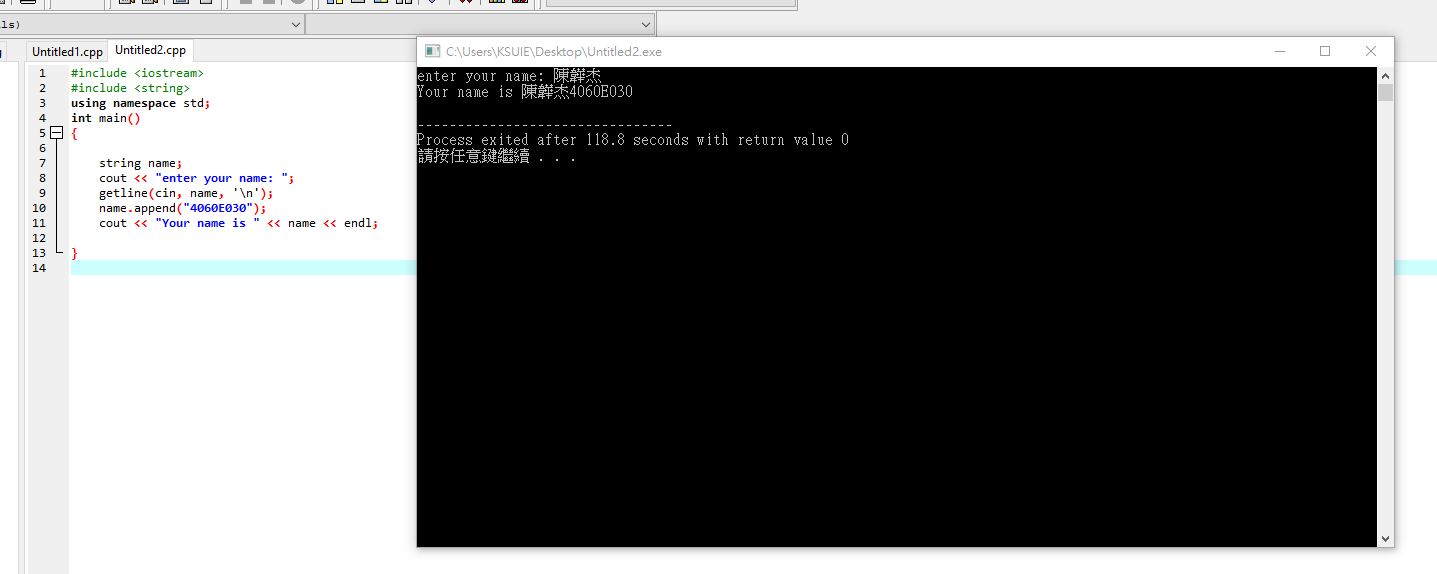 ls)
Untitled1.cpp Untitled2.cpp
1 #include <iostream>
2 #include <string>
3 using namespace std;
4 int main()
5 {
6
7 string name;
8 cout << "enter your name: ";
9 getline(cin, name, '\n');
10 name.append("4060E030");
11 cout << "Your name is " << name << endl;
12
13 }
14
C:\Users\KSUIE\Desktop\Untitled2.exe
enter your name: 陳韡杰
Your name is 陳韡杰4060E030
--------------------------------
Process exited after 118.8 seconds with return value 0
請按任意鍵繼續 . . .